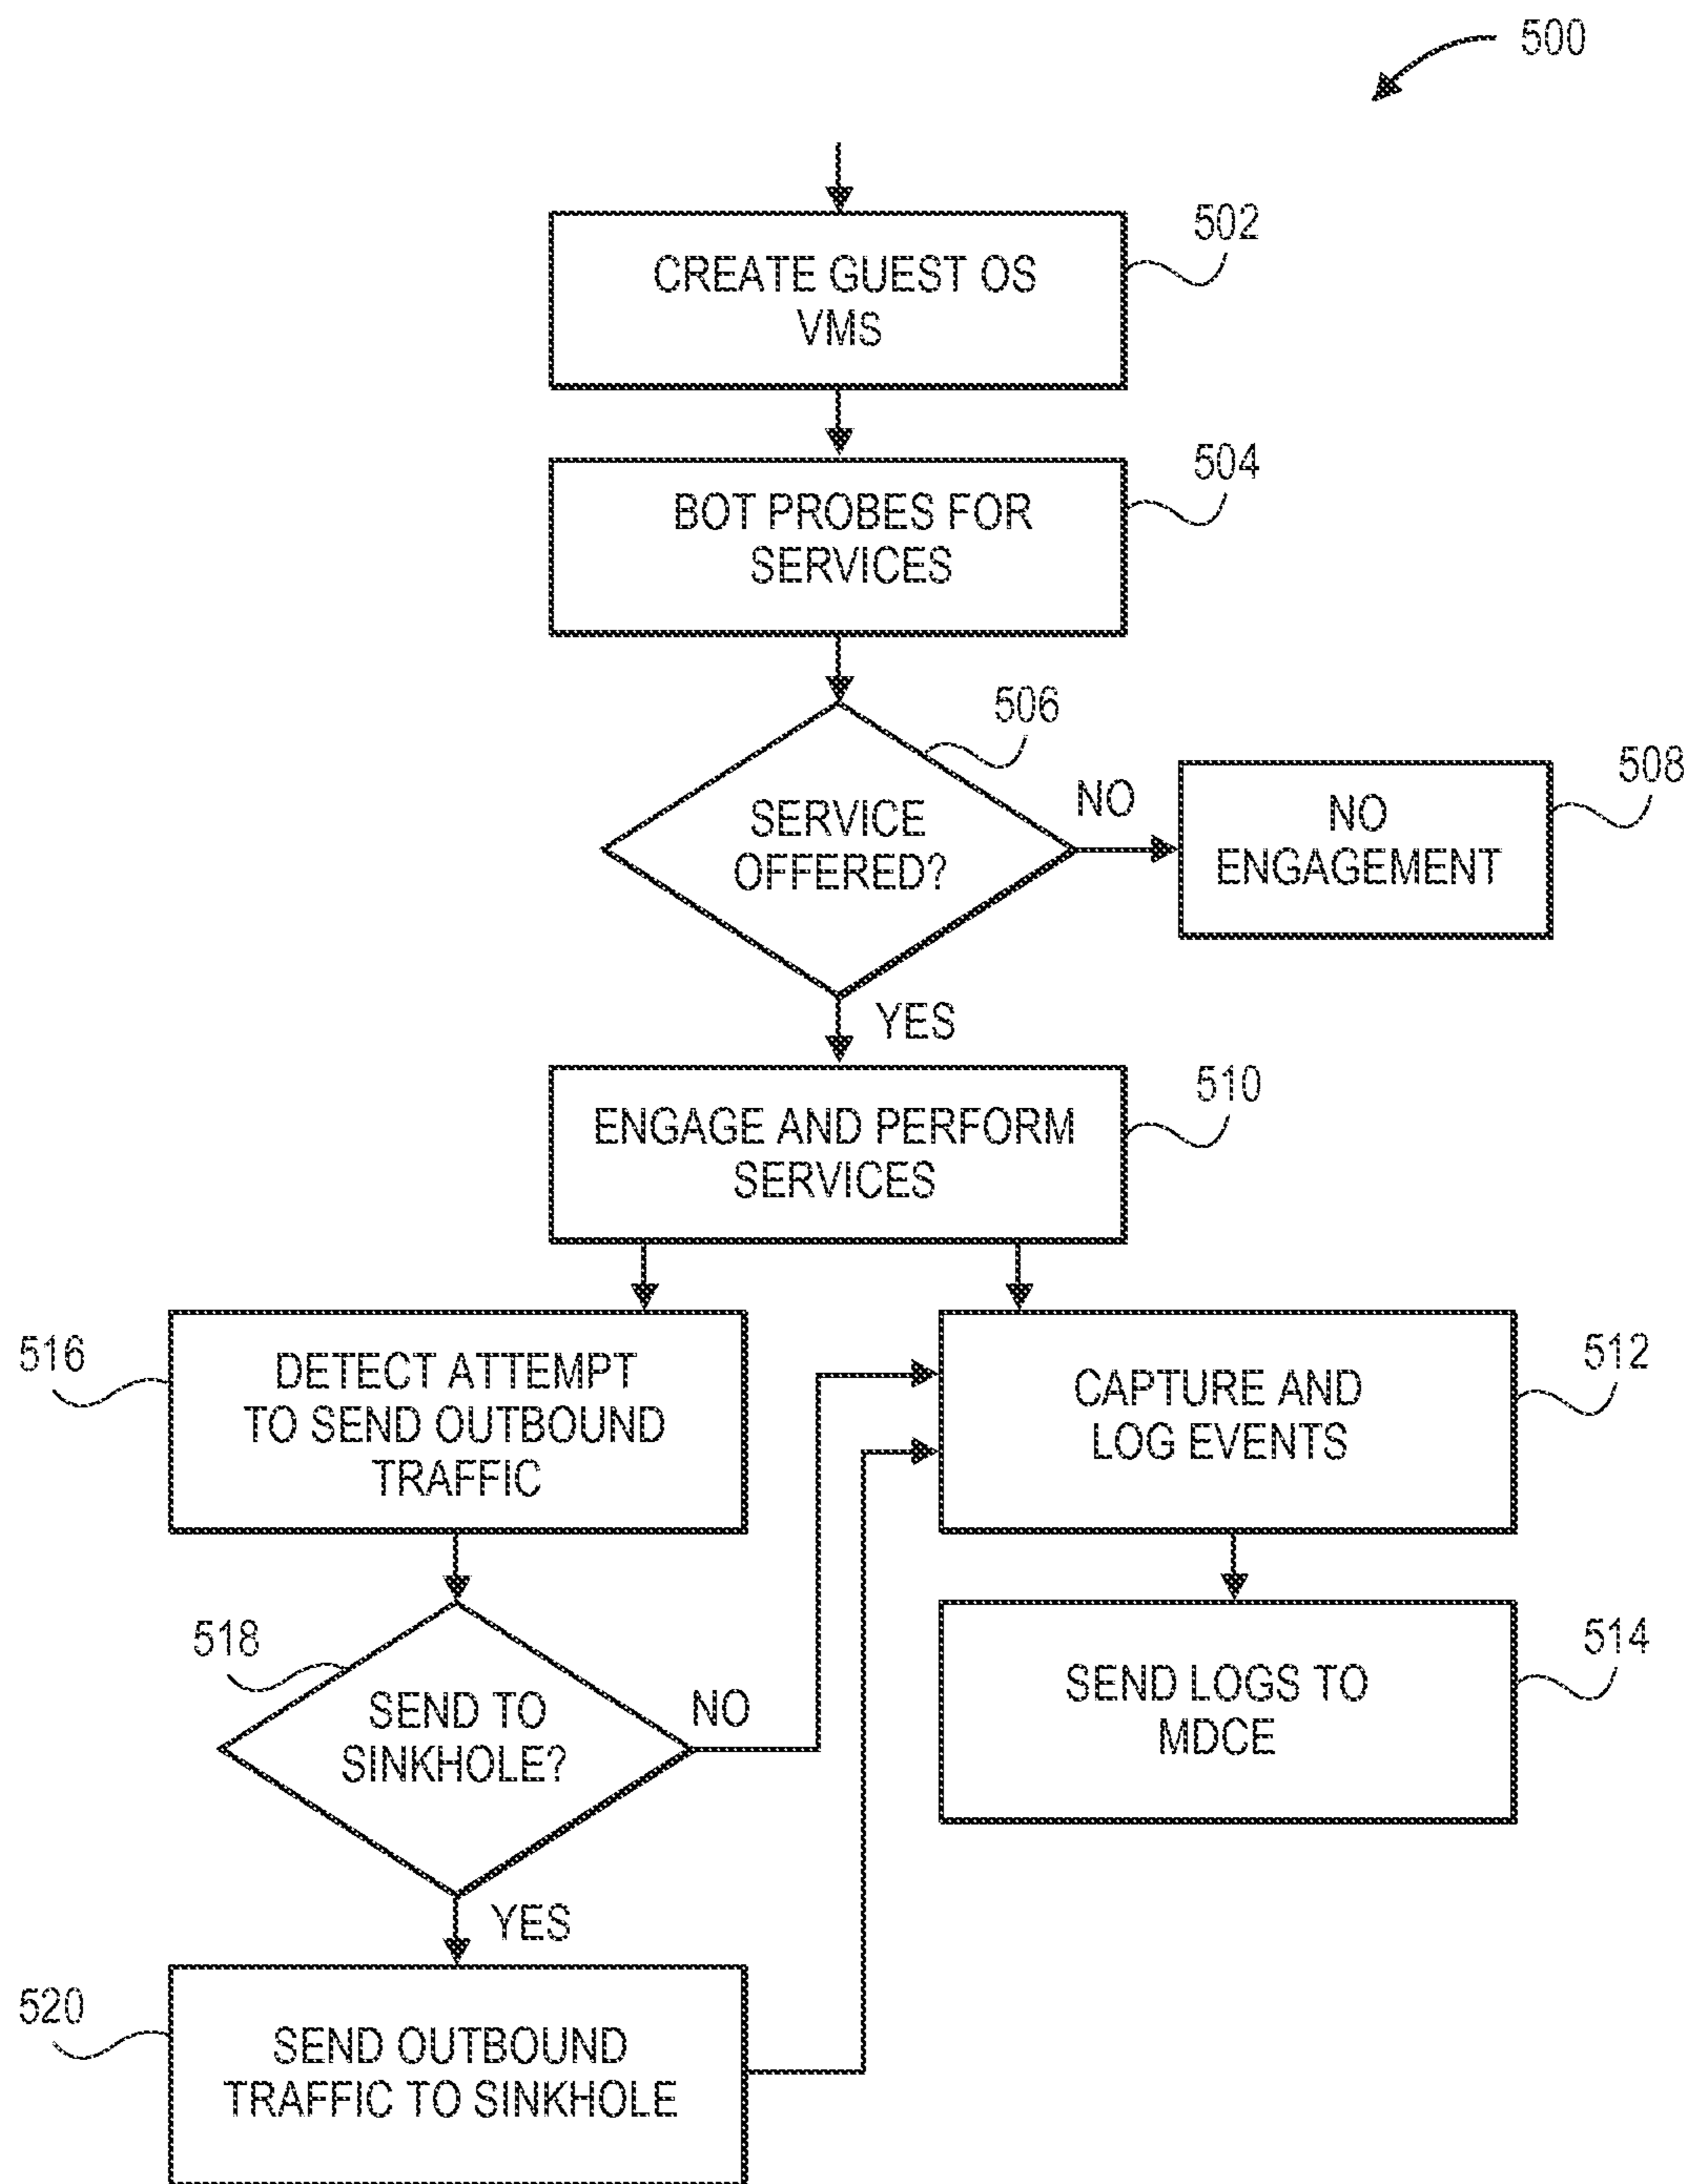 500
502
CREATE GUEST OS
VMS
504
BOT PROBES FOR
SERVICES
506
SERVICE
OFFERED?
NO
508
NO
ENGAGEMENT
YES
510
ENGAGE AND PERFORM
SERVICES
516
DETECT ATTEMPT
TO SEND OUTBOUND
TRAFFIC
512
CAPTURE AND
LOG EVENTS
518
SEND TO
SINKHOLE?
NO
514
SEND LOGS TO
MDCE
YES
520
SEND OUTBOUND
TRAFFIC TO SINKHOLE